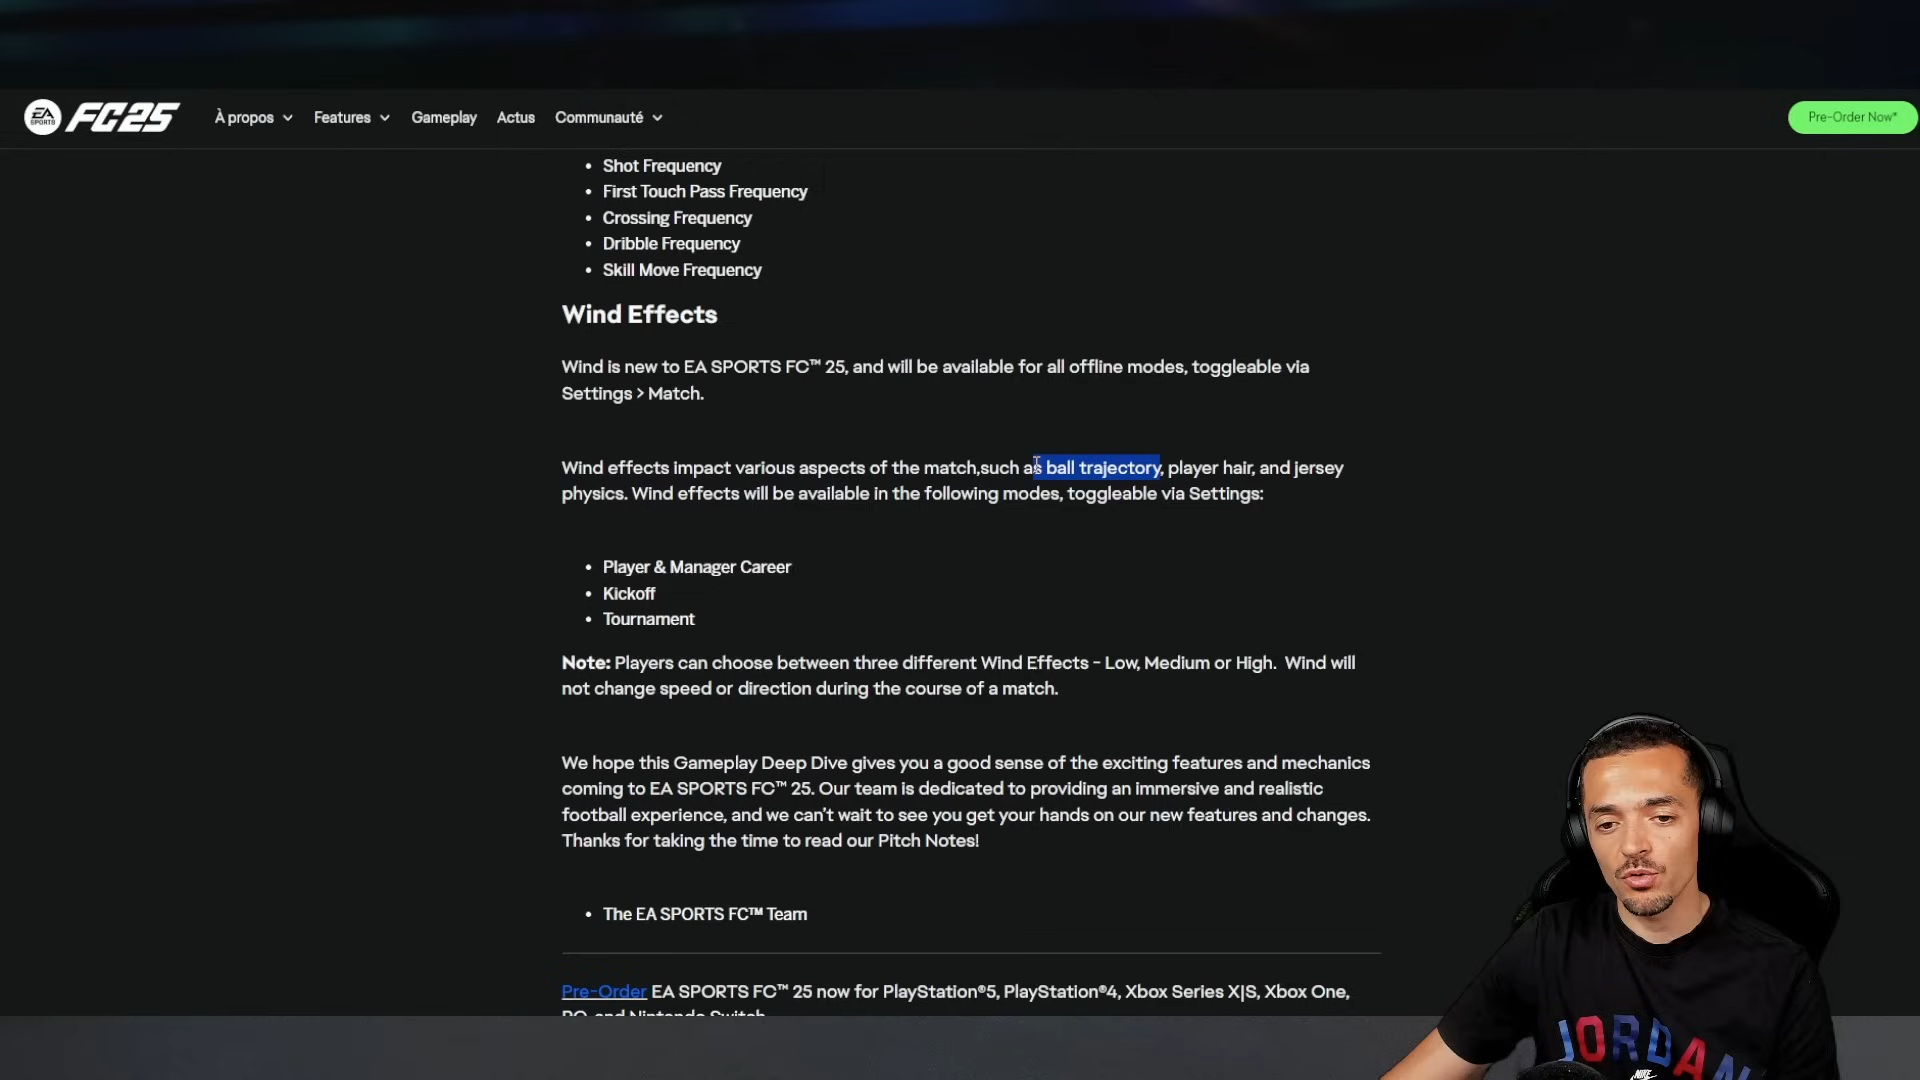 EA SPORTS FC25 À propos Features Gameplay Actus Communauté Pre-Order Now*
• Shot Frequency
• First Touch Pass Frequency
• Crossing Frequency
• Dribble Frequency
• Skill Move Frequency
Wind Effects
Wind is new to EA SPORTS FC™ 25, and will be available for all offline modes, toggleable via
Settings > Match.
Wind effects impact various aspects of the match,such as ball trajectory, player hair, and jersey
physics. Wind effects will be available in the following modes, toggleable via Settings:
• Player & Manager Career
• Kickoff
• Tournament
Note: Players can choose between three different Wind Effects - Low, Medium or High. Wind will
not change speed or direction during the course of a match.
We hope this Gameplay Deep Dive gives you a good sense of the exciting features and mechanics
coming to EA SPORTS FC™ 25. Our team is dedicated to providing an immersive and realistic
football experience, and we can't wait to see you get your hands on our new features and changes.
Thanks for taking the time to read our Pitch Notes!
• The EA SPORTS FC™ Team
Pre-Order EA SPORTS FC™ 25 now for PlayStation®5, PlayStation®4, Xbox Series X|S, Xbox One,
PC, and Nintendo Switch
JORDAN
NIKE